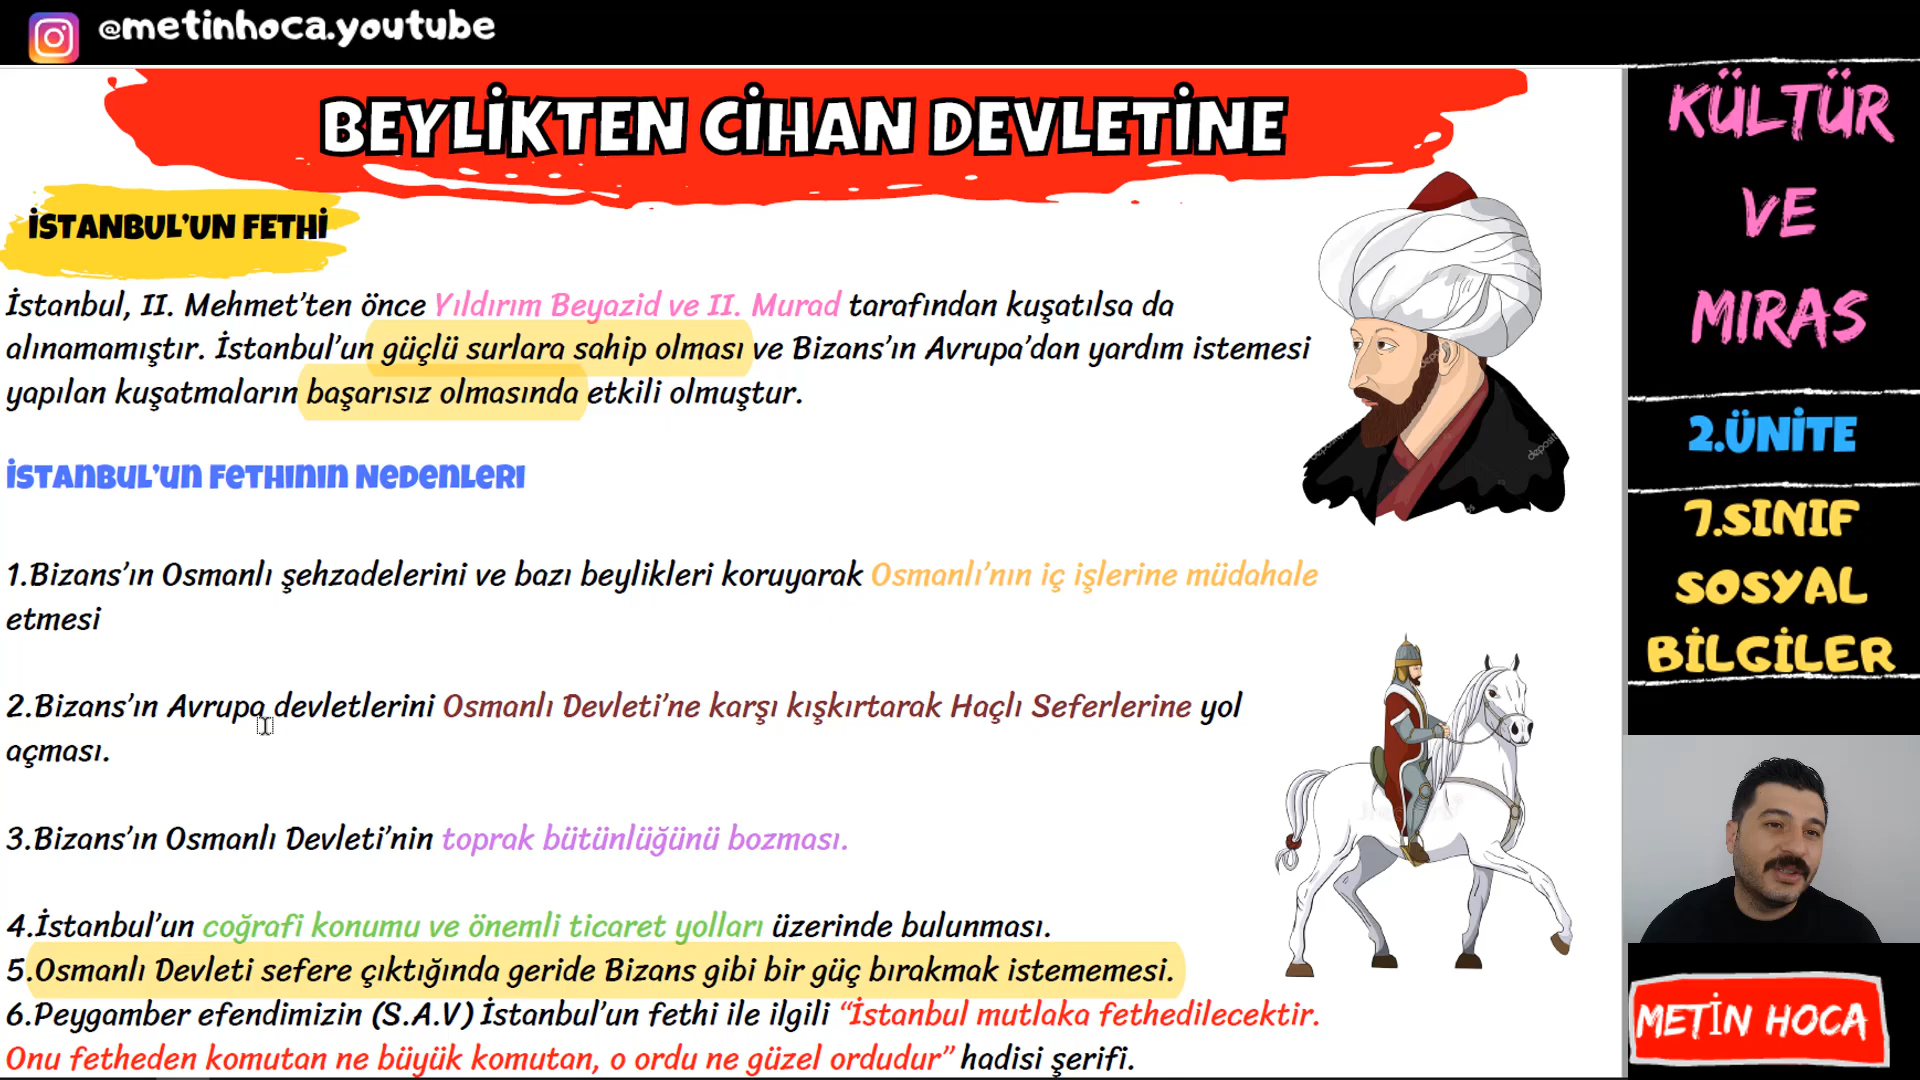 @metinhoca.youtube
BEYLİKTEN CİHAN DEVLETİNE
İSTANBUL'UN FETHİ
İstanbul, II. Mehmet'ten önce Yıldırım Beyazid ve II. Murad tarafından kuşatılsa da
alınamamıştır. İstanbul'un güçlü surlara sahip olması ve Bizans'ın Avrupa'dan yardım istemesi
yapılan kuşatmaların başarısız olmasında etkili olmuştur.
İSTANBUL'UN FETHININ NEDENLERI
1.Bizans'ın Osmanlı şehzadelerini ve bazı beylikleri koruyarak Osmanlı'nın iç işlerine müdahale
etmesi
2.Bizans'ın Avrupa devletlerini Osmanlı Devleti'ne karşı kışkırtarak Haçlı Seferlerine yol
açması.
3.Bizans'ın Osmanlı Devleti'nin toprak bütünlüğünü bozması.
4.İstanbul'un coğrafi konumu ve önemli ticaret yolları üzerinde bulunması.
5.Osmanlı Devleti sefere çıktığında geride Bizans gibi bir güç bırakmak istememesi.
6.Peygamber efendimizin (S.A.V) İstanbul'un fethi ile ilgili "İstanbul mutlaka fethedilecektir.
Onu fetheden komutan ne büyük komutan, o ordu ne güzel ordudur" hadisi şerifi.
KÜLTÜR
VE
MIRAS
2.ÜNİTE
7.SINIF
SOSYAL
BİLGİLER
METİN HOCA